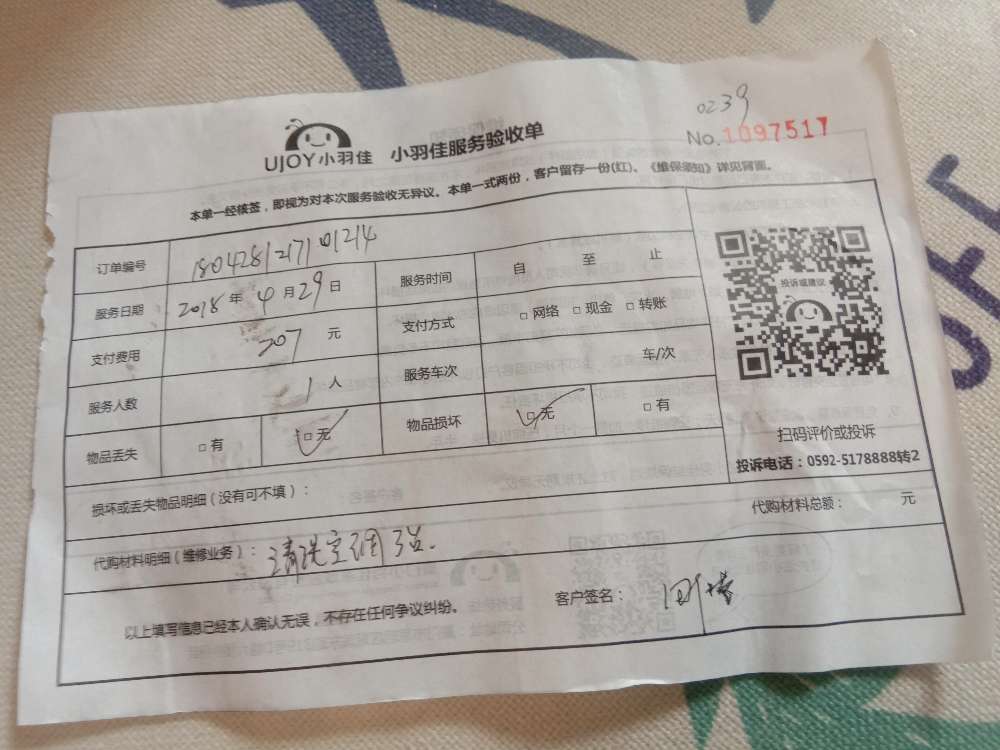 0239
UJOY小羽佳 小羽佳服务验收单 No.1097517
本单一经核签，即视为对本次服务验收无异议。本单一式两份，客户留存一份(红)、《维保须知》详见背面。
订单编号 180428121710 1214
服务日期 2018年4月29日 服务时间 自 至 止
支付费用 207 元 支付方式 □网络 □现金 □转账
服务人数 1人 服务车次 车/次
物品丢失 □有 □无 物品损坏 □无 □有
投诉或建议
扫码评价或投诉
投诉电话：0592-5178888转2
损坏或丢失物品明细（没有可不填）：
代购材料总额： 元
代购材料明细（维修业务）：清洗空调3台.
以上填写信息已经本人确认无误，不存在任何争议纠纷。 客户签名：